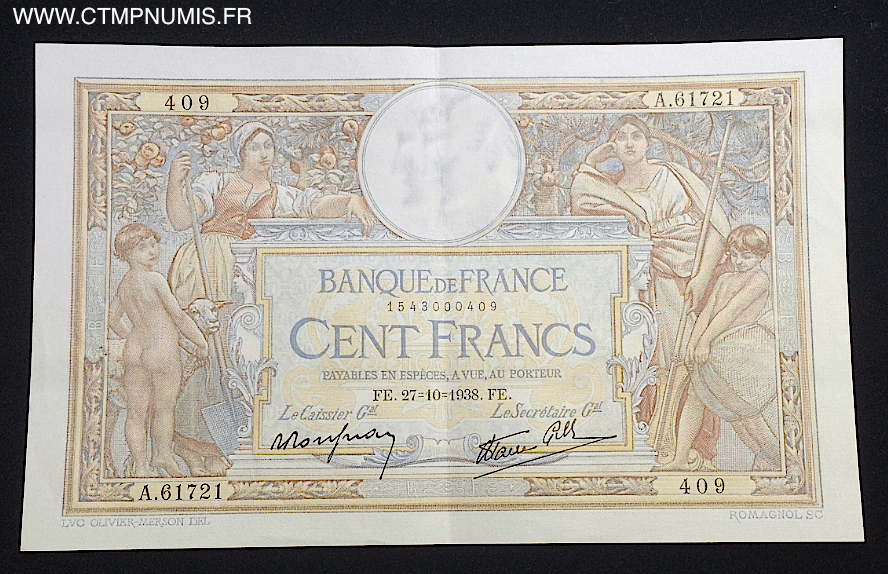 WWW.CTMPNUMIS.FR
409 A.61721
BANQUE DE FRANCE
1543000409
CENT FRANCS
PAYABLES EN ESPÈCES, A VUE, AU PORTEUR
FE. 27=10=1938. FE.
Le Caissier Gal Le Secrétaire Gal
A.61721 409
LVC OLIVIER-MERSON DEL ROMAGNOL SC